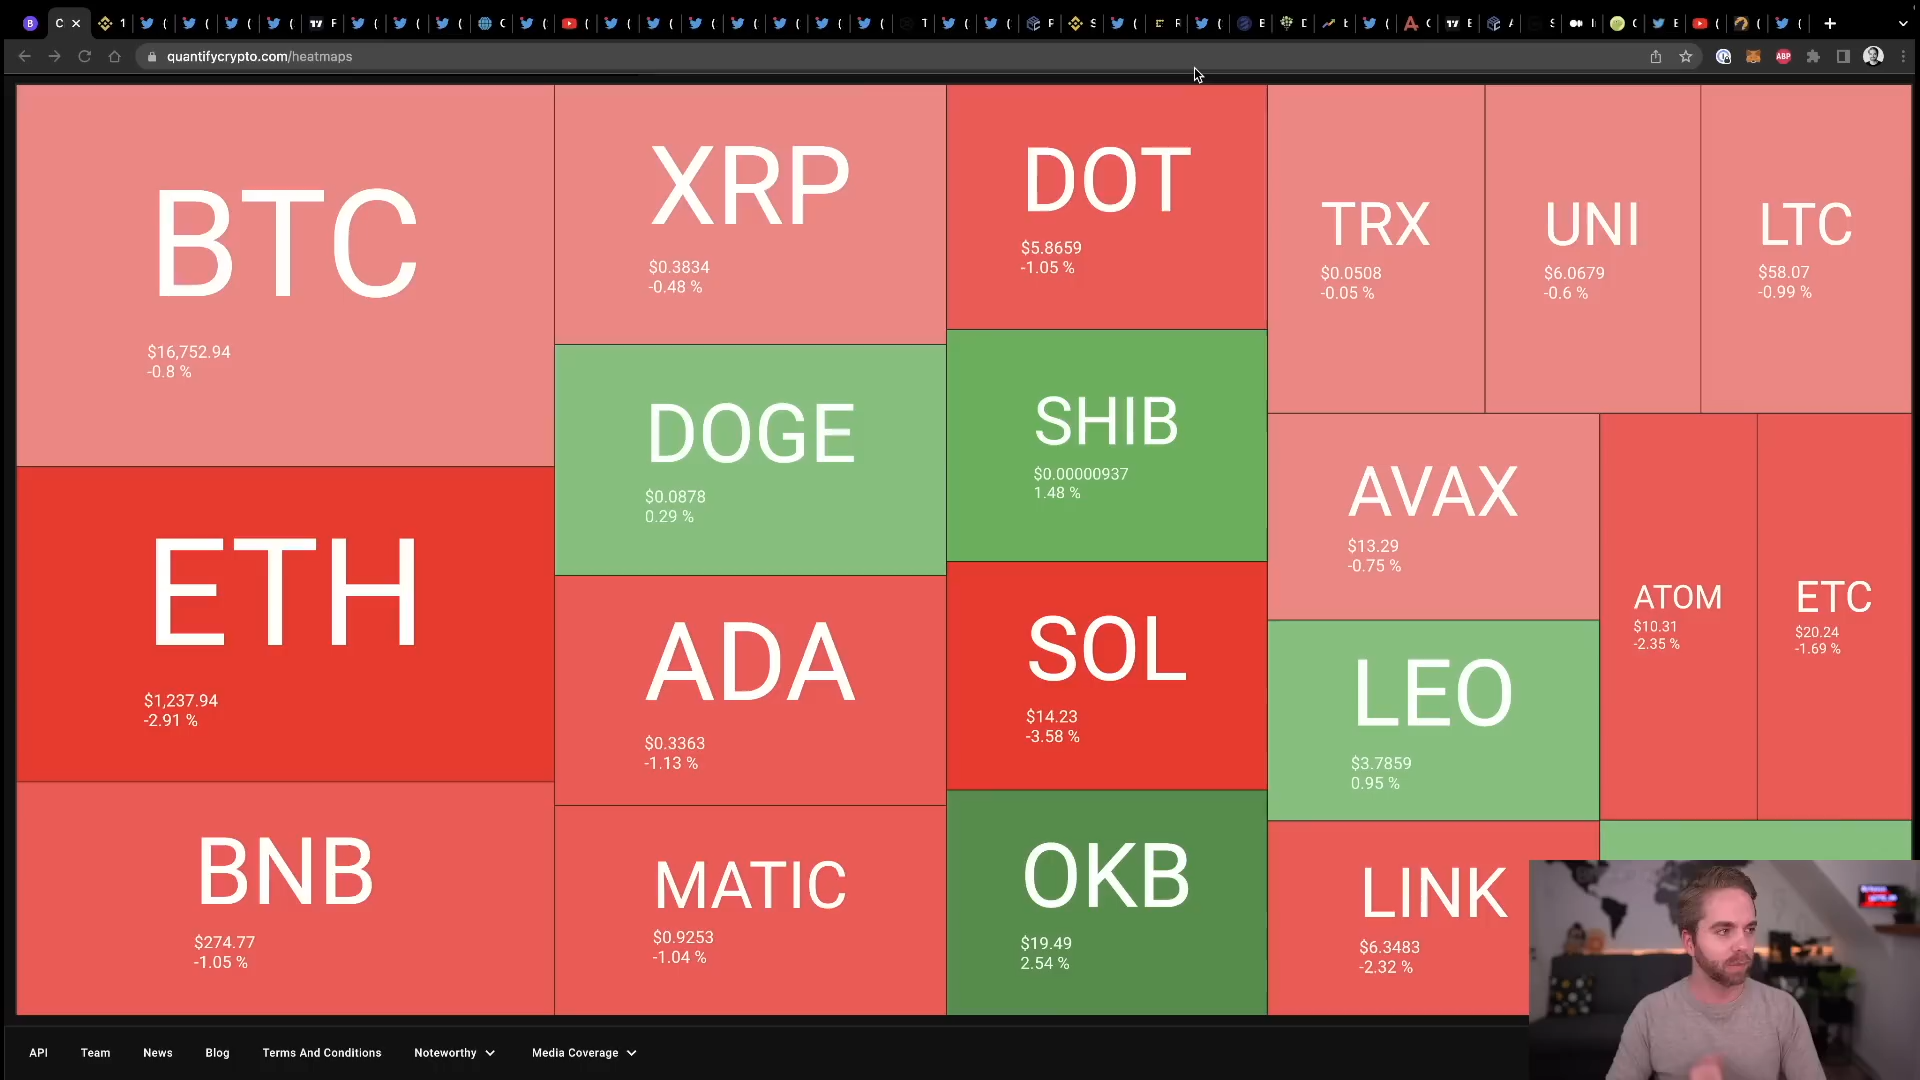 quantifycrypto.com/heatmaps
ABP
BTC
$16,752.94
-0.8 %
ETH
$1,237.94
-2.91 %
BNB
$274.77
-1.05 %
XRP
$0.3834
-0.48 %
DOGE
$0.0878
0.29 %
ADA
$0.3363
-1.13 %
MATIC
$0.9253
-1.04 %
DOT
$5.8659
-1.05 %
SHIB
$0.00000937
1.48 %
SOL
$14.23
-3.58 %
OKB
$19.49
2.54 %
TRX
$0.0508
-0.05 %
UNI
$6.0679
-0.6 %
LTC
$58.07
-0.99 %
AVAX
$13.29
-0.75 %
LEO
$3.7859
0.95 %
LINK
$6.3483
-2.32 %
ATOM
$10.31
-2.35 %
ETC
$20.24
-1.69 %
API Team News Blog Terms And Conditions Noteworthy Media Coverage